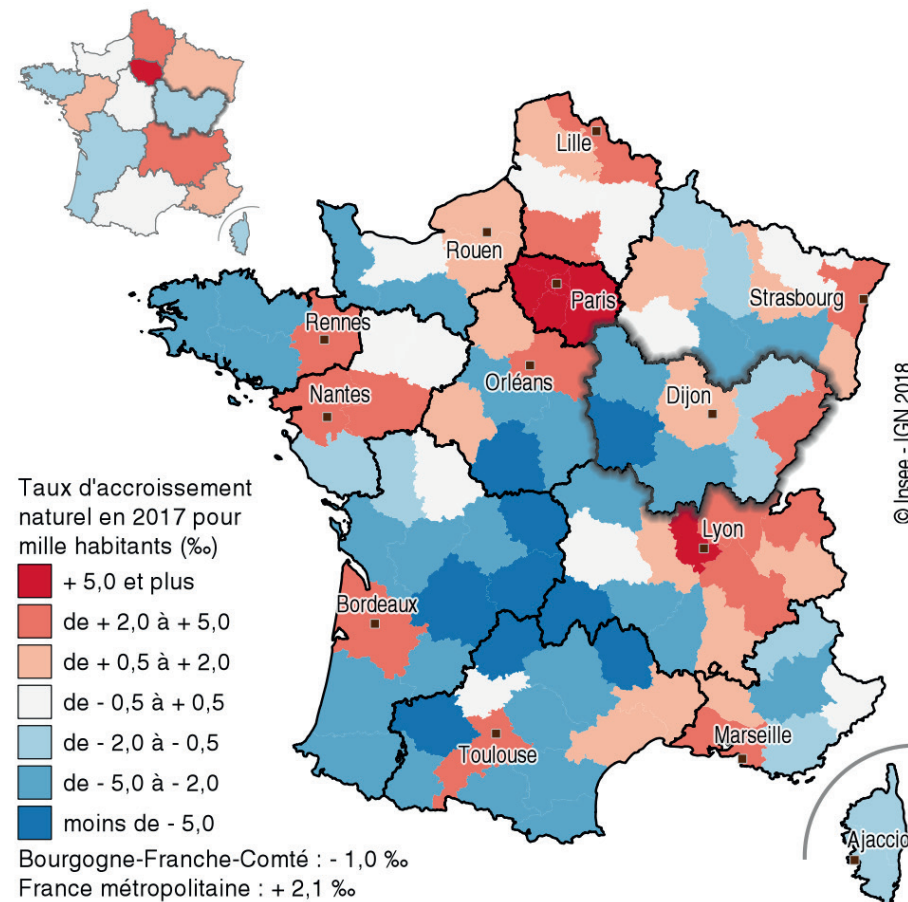 Lille
Rouen
Paris
Strasbourg
Rennes
Orléans
Nantes
Dijon
© Insee - IGN 2018
Taux d'accroissement
naturel en 2017 pour
mille habitants (‰)
+ 5,0 et plus
de + 2,0 à + 5,0
de + 0,5 à + 2,0
de - 0,5 à + 0,5
de - 2,0 à - 0,5
de - 5,0 à - 2,0
moins de - 5,0
Lyon
Bordeaux
Toulouse
Marseille
Ajaccio
Bourgogne-Franche-Comté : - 1,0 ‰
France métropolitaine : + 2,1 ‰